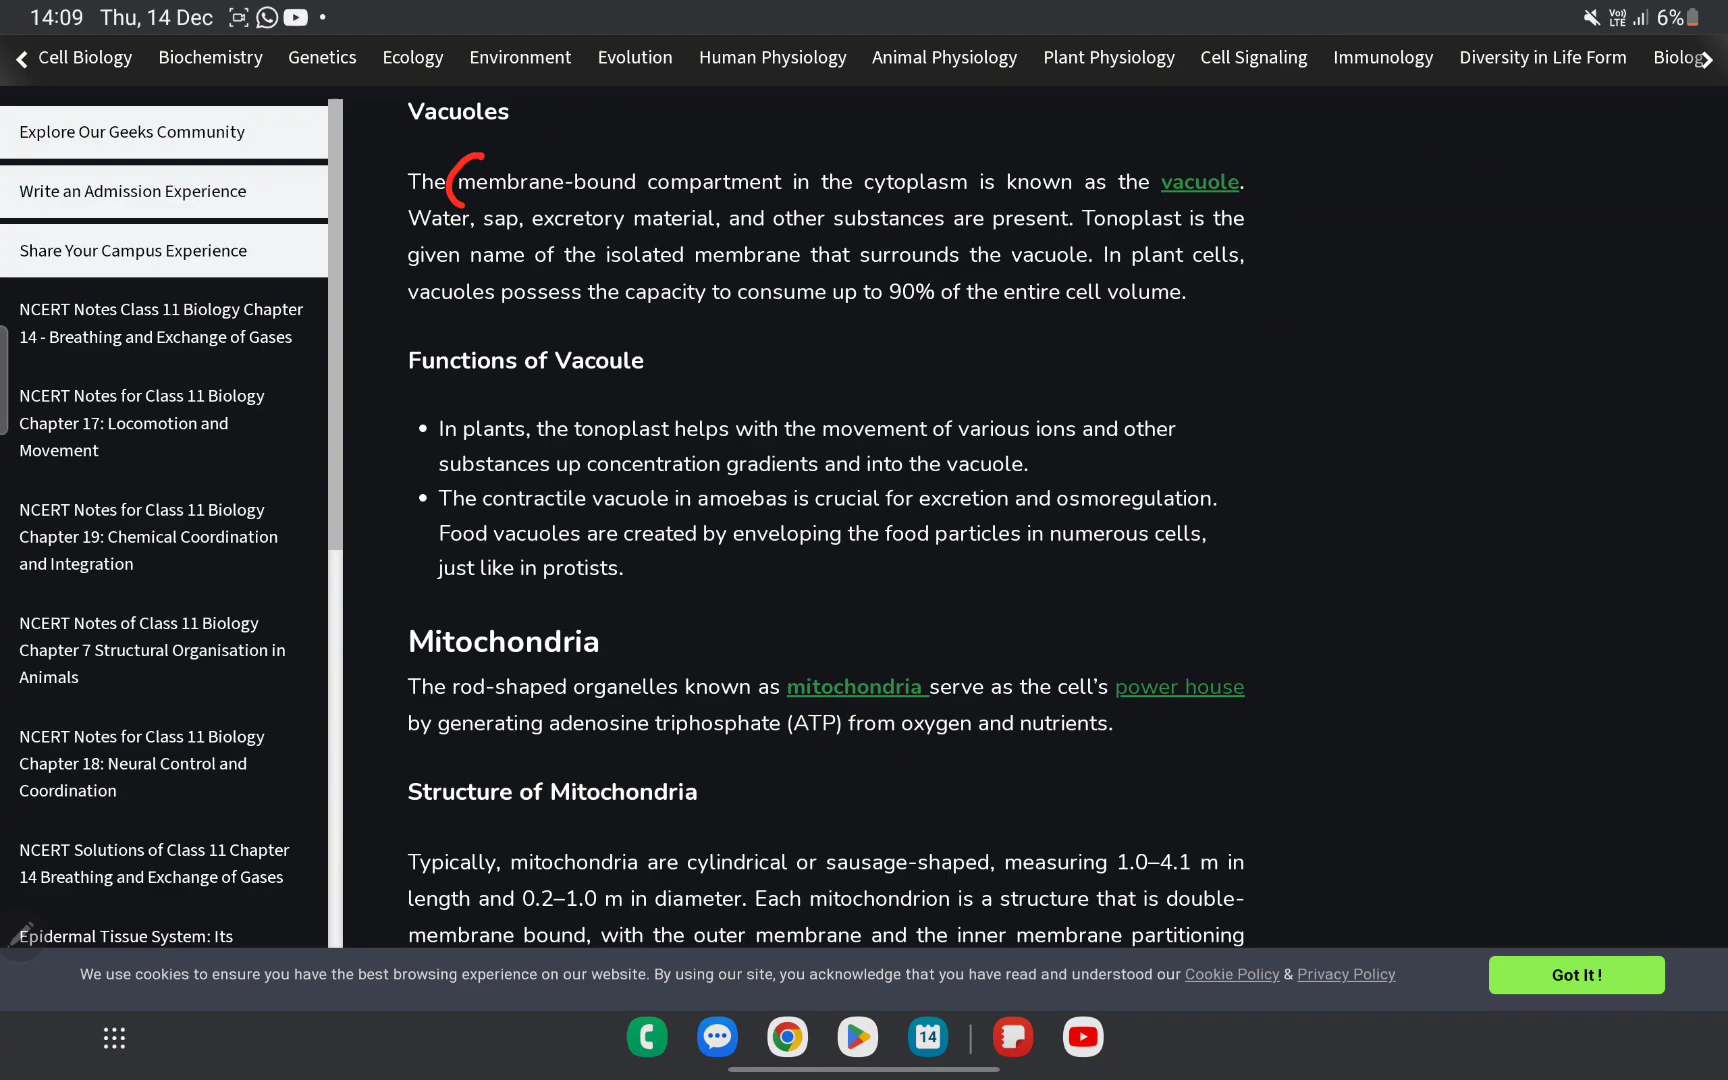 14:09 Thu, 14 Dec
Vo)) LTE 6%
Cell Biology Biochemistry Genetics Ecology Environment Evolution Human Physiology Animal Physiology Plant Physiology Cell Signaling Immunology Diversity in Life Form Biolog
Explore Our Geeks Community
Write an Admission Experience
Share Your Campus Experience
NCERT Notes Class 11 Biology Chapter
14 - Breathing and Exchange of Gases
NCERT Notes for Class 11 Biology
Chapter 17: Locomotion and
Movement
NCERT Notes for Class 11 Biology
Chapter 19: Chemical Coordination
and Integration
NCERT Notes of Class 11 Biology
Chapter 7 Structural Organisation in
Animals
NCERT Notes for Class 11 Biology
Chapter 18: Neural Control and
Coordination
NCERT Solutions of Class 11 Chapter
14 Breathing and Exchange of Gases
Epidermal Tissue System: Its
Vacuoles
The membrane-bound compartment in the cytoplasm is known as the vacuole.
Water, sap, excretory material, and other substances are present. Tonoplast is the
given name of the isolated membrane that surrounds the vacuole. In plant cells,
vacuoles possess the capacity to consume up to 90% of the entire cell volume.
Functions of Vacoule
• In plants, the tonoplast helps with the movement of various ions and other
substances up concentration gradients and into the vacuole.
• The contractile vacuole in amoebas is crucial for excretion and osmoregulation.
Food vacuoles are created by enveloping the food particles in numerous cells,
just like in protists.
Mitochondria
The rod-shaped organelles known as mitochondria serve as the cell’s power house
by generating adenosine triphosphate (ATP) from oxygen and nutrients.
Structure of Mitochondria
Typically, mitochondria are cylindrical or sausage-shaped, measuring 1.0–4.1 m in
length and 0.2–1.0 m in diameter. Each mitochondrion is a structure that is double-
membrane bound, with the outer membrane and the inner membrane partitioning
We use cookies to ensure you have the best browsing experience on our website. By using our site, you acknowledge that you have read and understood our Cookie Policy & Privacy Policy
Got It !
14